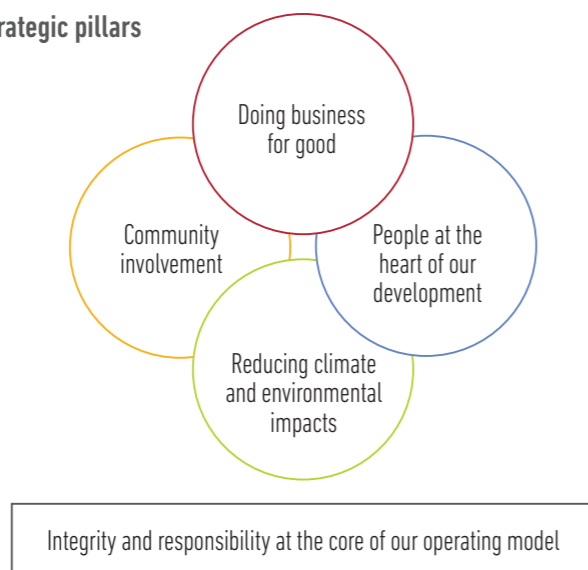 rategic pillars
Doing business
for good
Community
involvement
People at the
heart of our
development
Reducing climate
and environmental
impacts
Integrity and responsibility at the core of our operating model